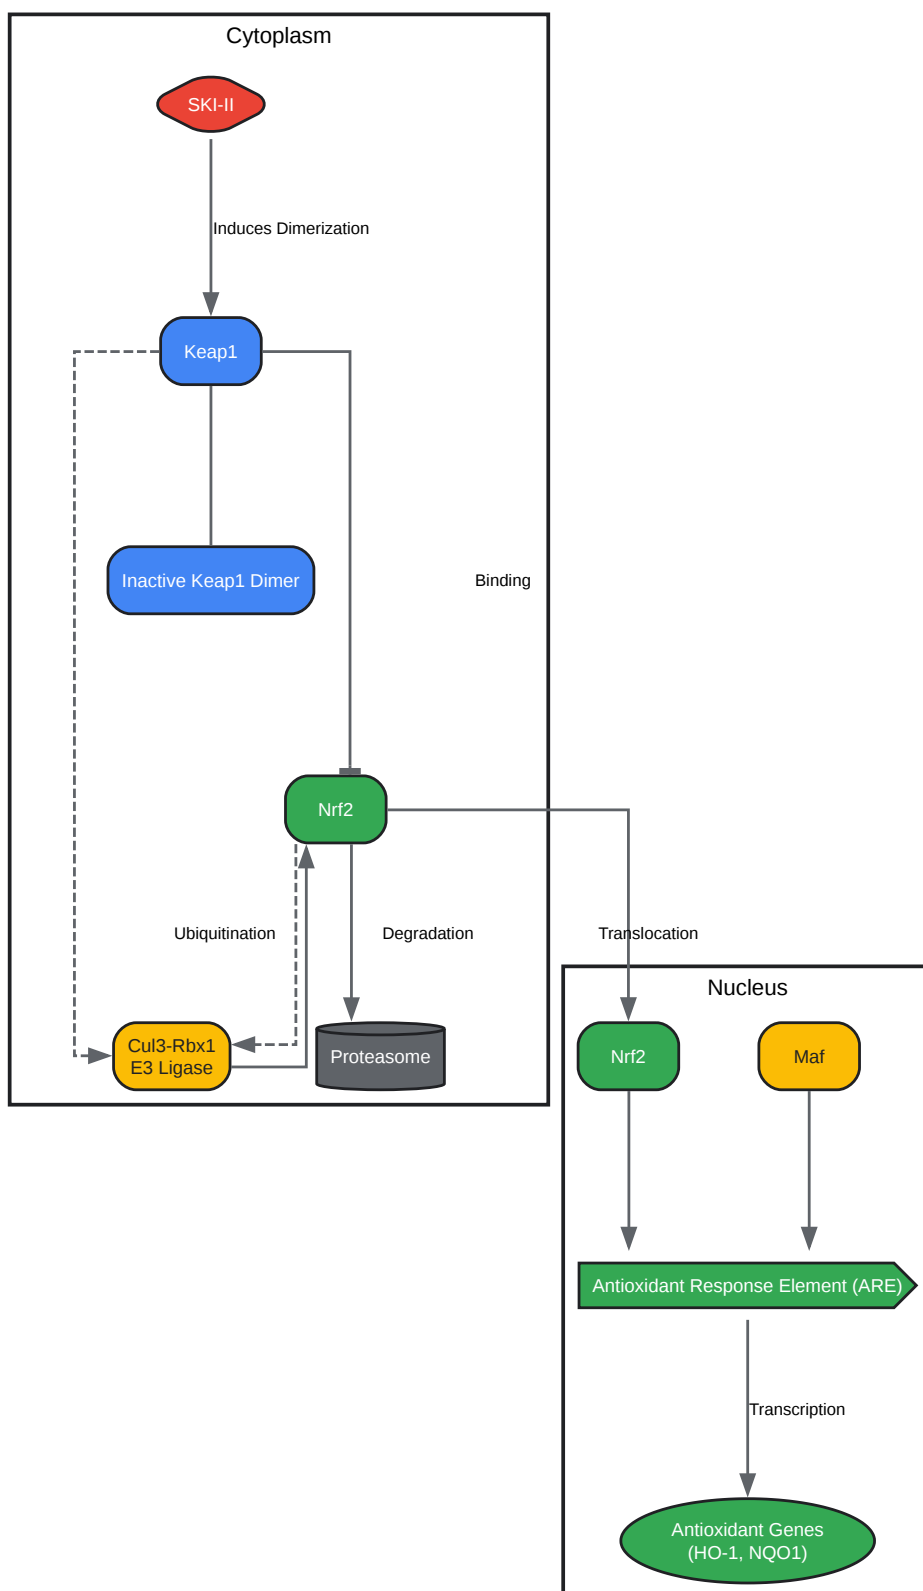 Cytoplasm
SKI-II
Induces Dimerization
Keap1
Inactive Keap1 Dimer
Binding
Nrf2
Ubiquitination
Degradation
Translocation
Nucleus
Cul3-Rbx1
E3 Ligase
Proteasome
Nrf2
Maf
Antioxidant Response Element (ARE)
Transcription
Antioxidant Genes
(HO-1, NQO1)